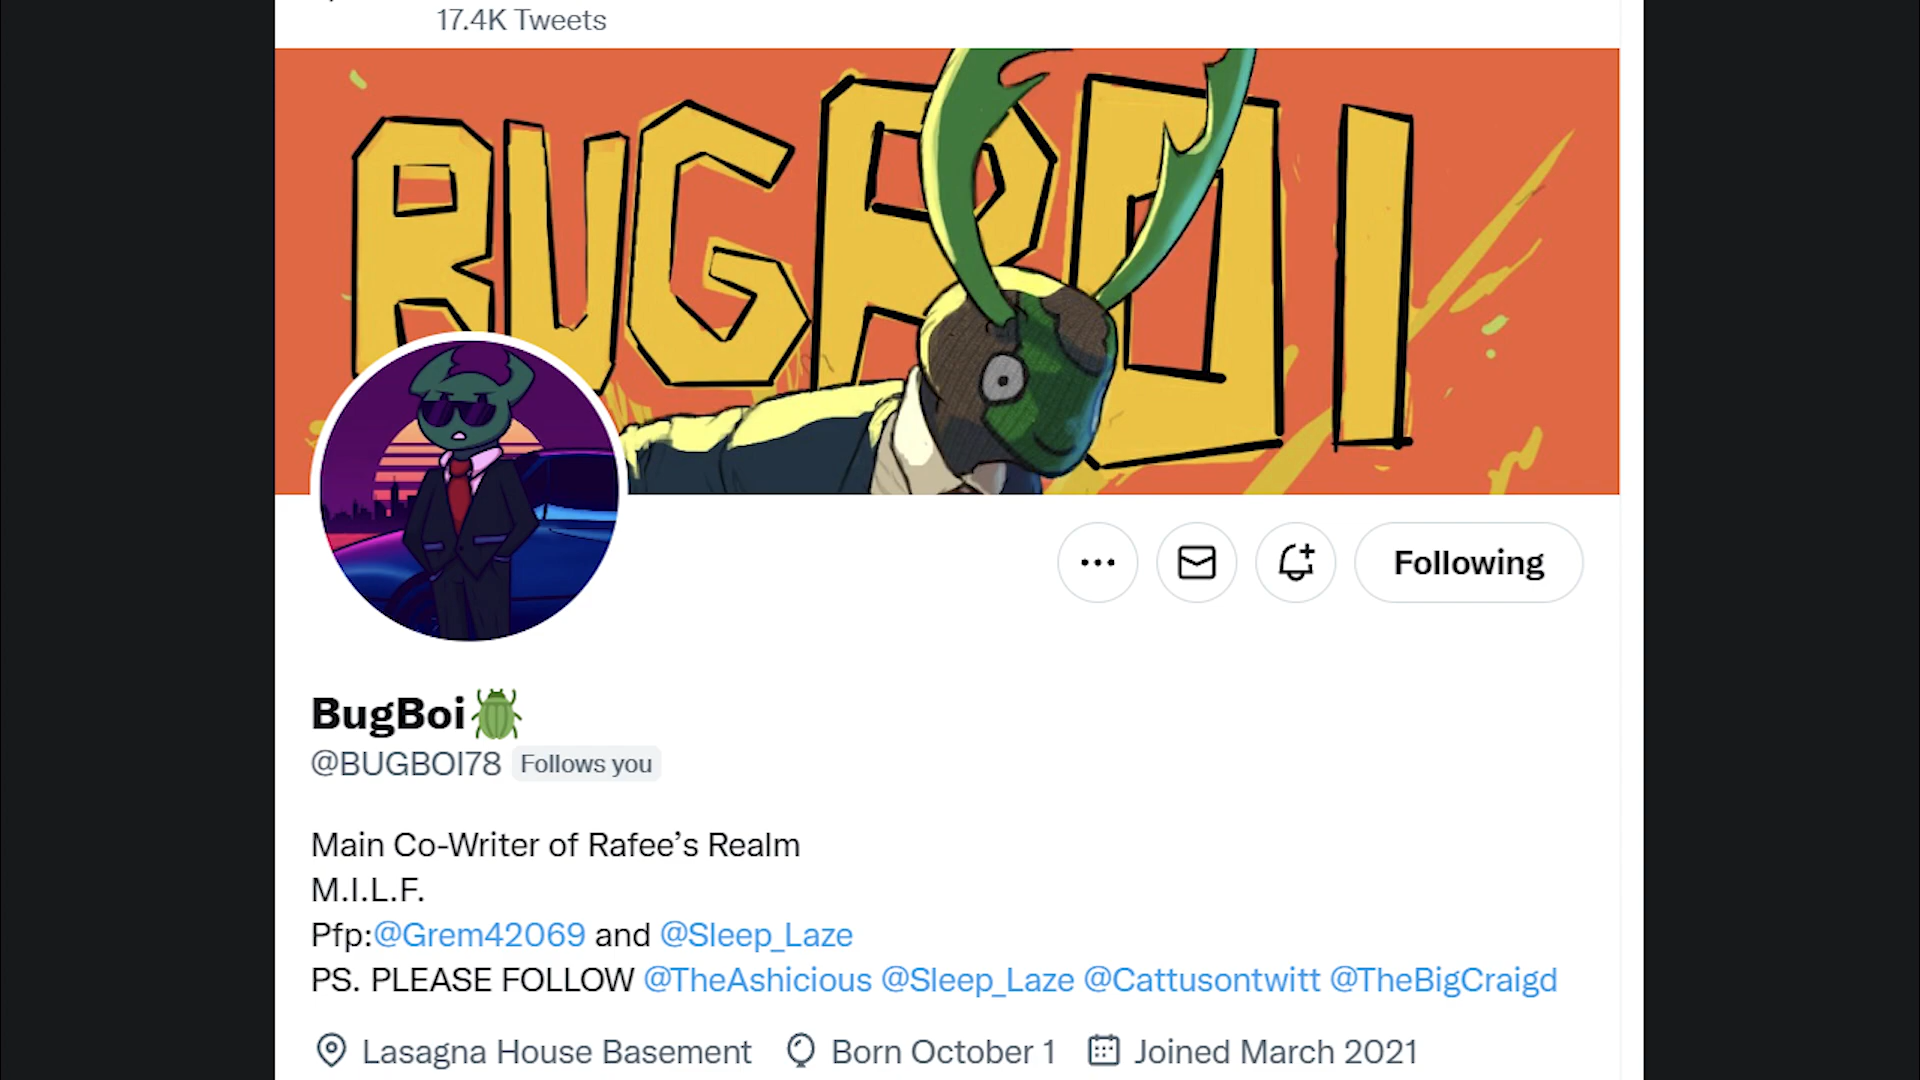 17.4K Tweets
BUGBOI
Following
BugBoi
@BUGBOI78 Follows you
Main Co-Writer of Rafee’s Realm
M.I.L.F.
Pfp:@Grem42069 and @Sleep_Laze
PS. PLEASE FOLLOW @TheAshicious @Sleep_Laze @Cattusontwitt @TheBigCraigd
Lasagna House Basement Born October 1 Joined March 2021